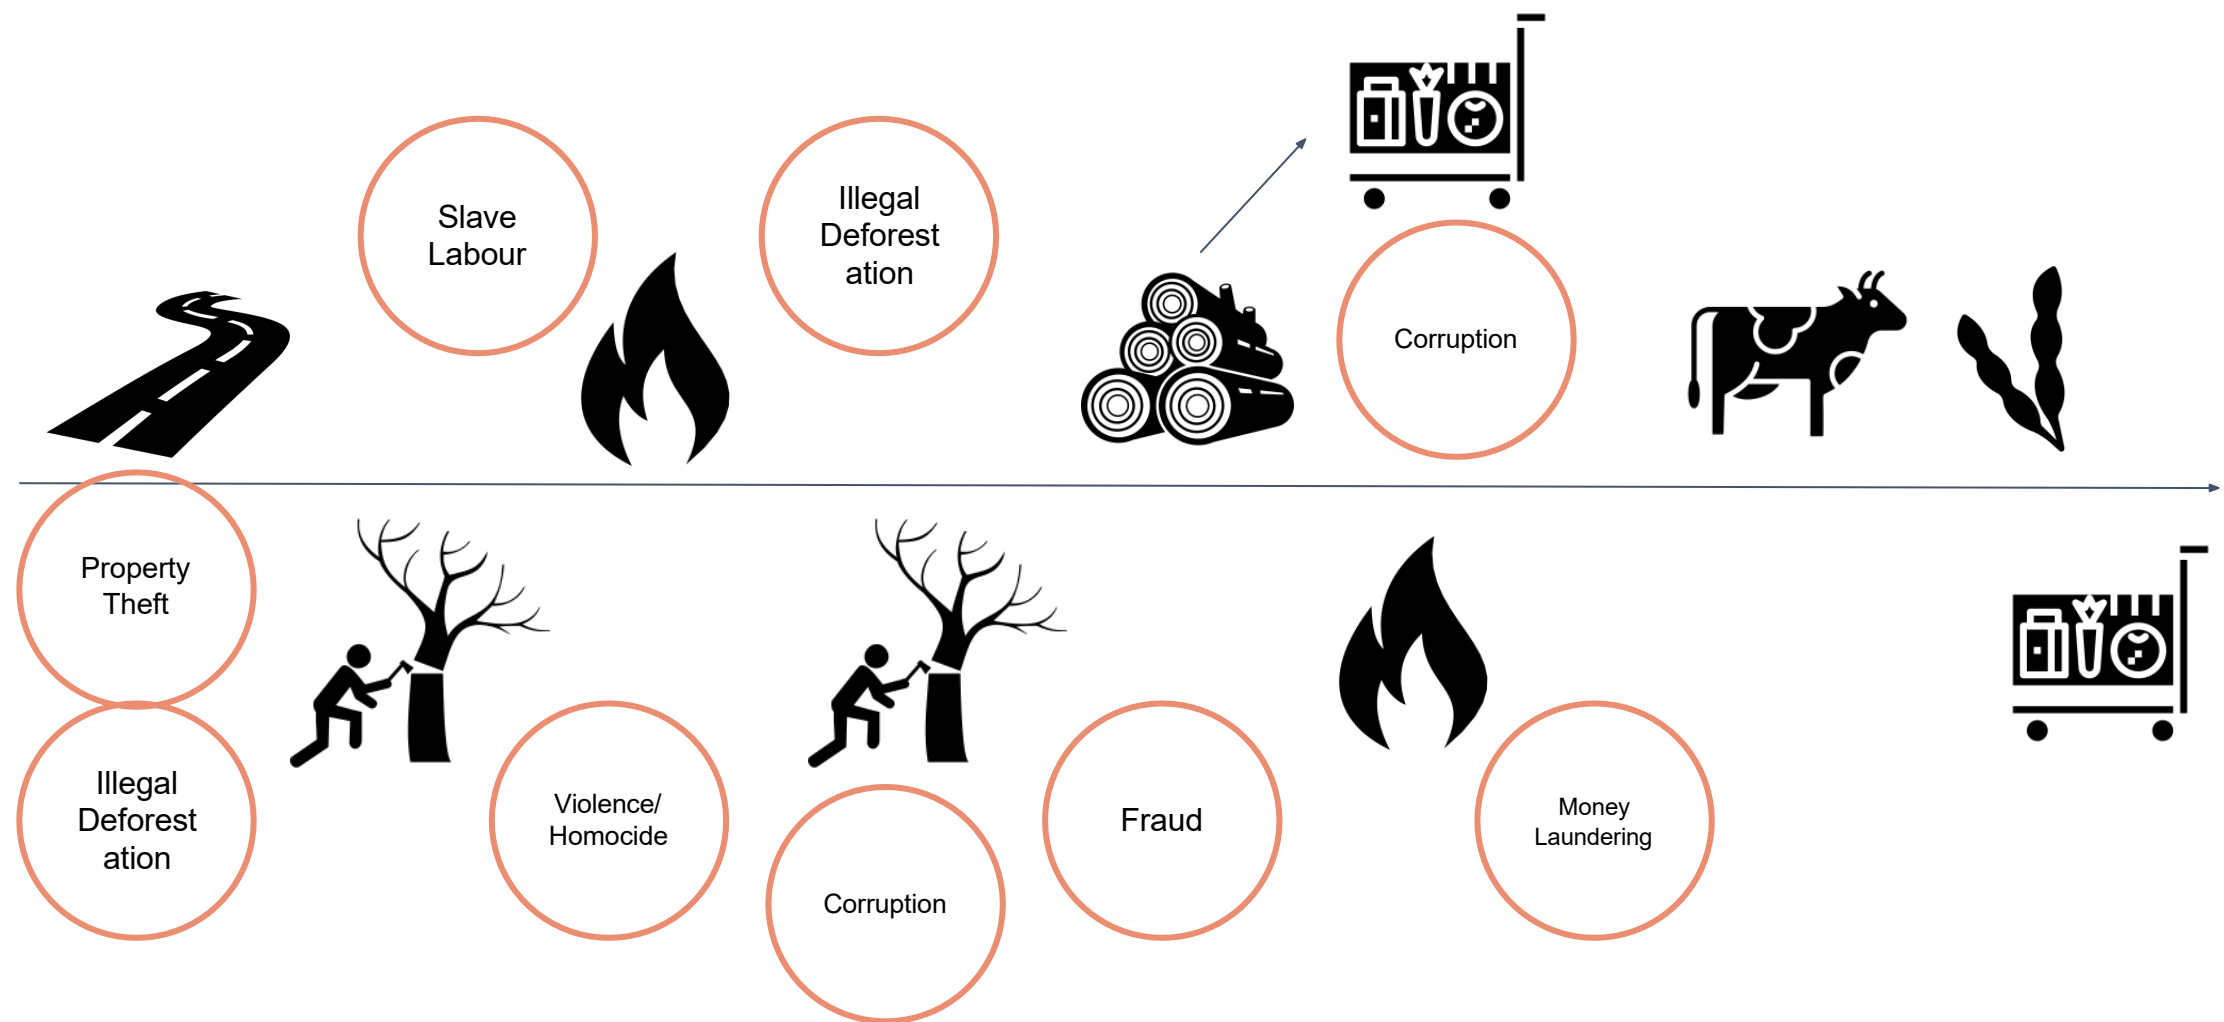 Slave
Labour
Illegal
Deforest
ation
Corruption
Property
Theft
Illegal
Deforest
ation
Violence/
Homocide
Corruption
Fraud
Money
Laundering